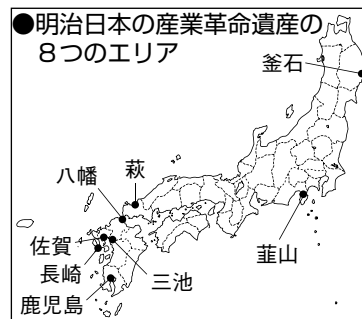 ●明治日本の産業革命遺産の
８つのエリア
釜石
萩
八幡
佐賀
長崎
三池
韮山
鹿児島